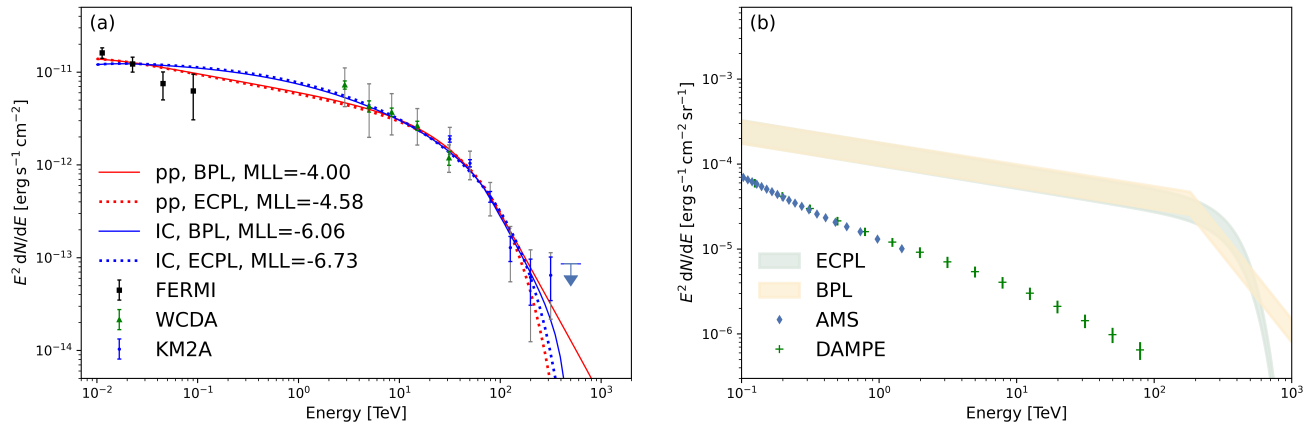 (a)
10⁻¹¹
10⁻¹²
10⁻¹³
10⁻¹⁴
E² dN/dE [erg s⁻¹ cm⁻²]
pp, BPL, MLL=-4.00
pp, ECPL, MLL=-4.58
IC, BPL, MLL=-6.06
IC, ECPL, MLL=-6.73
FERMI
WCDA
KM2A
10⁻² 10⁻¹ 10⁰ 10¹ 10² 10³
Energy [TeV]
(b)
10⁻³
10⁻⁴
10⁻⁵
10⁻⁶
E² dN/dE [erg s⁻¹ cm⁻² sr⁻¹]
ECPL
BPL
AMS
DAMPE
10⁻¹ 10⁰ 10¹ 10² 10³
Energy [TeV]